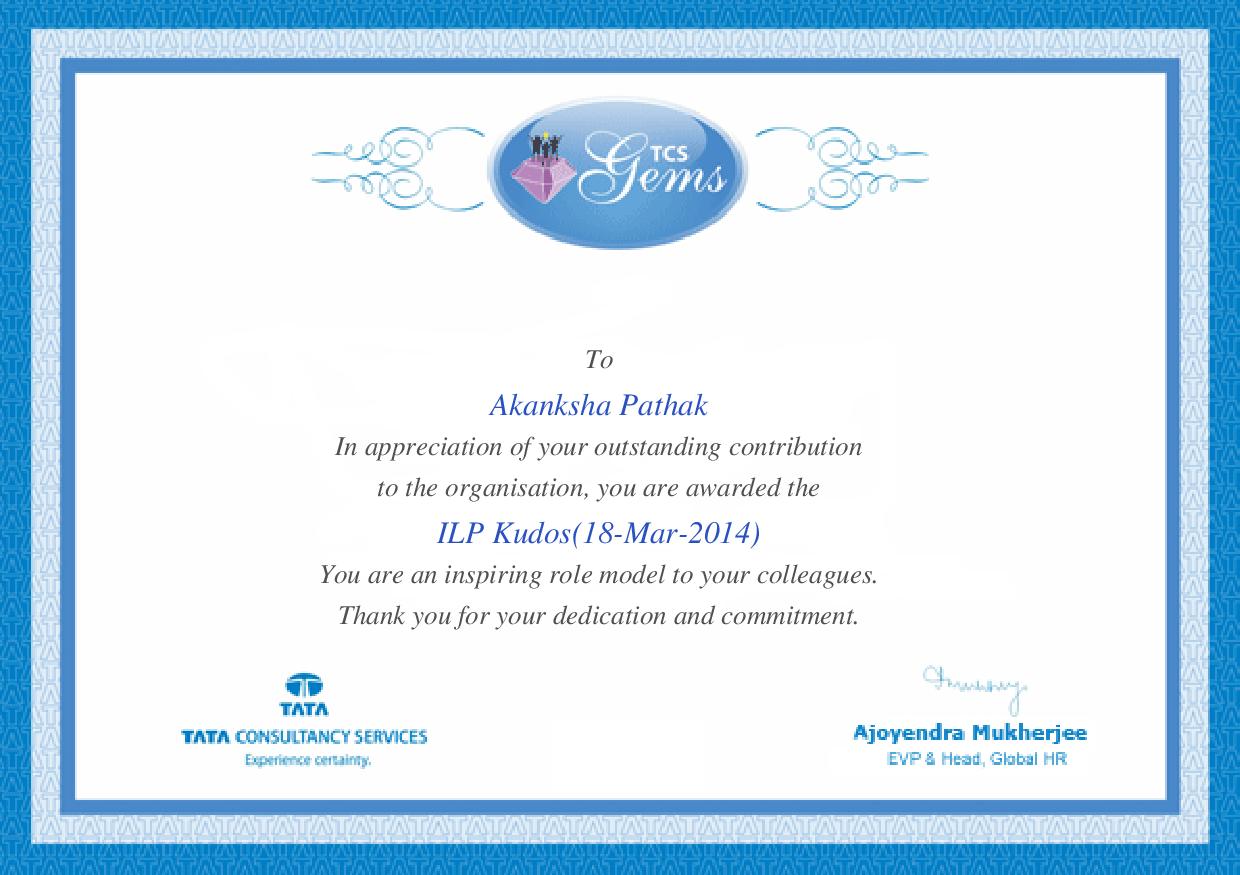 TCS
Gems
To
Akanksha Pathak
In appreciation of your outstanding contribution
to the organisation, you are awarded the
ILP Kudos(18-Mar-2014)
You are an inspiring role model to your colleagues.
Thank you for your dedication and commitment.
TATA
TATA CONSULTANCY SERVICES
Experience certainty.
Ajoyendra Mukherjee
EVP & Head, Global HR